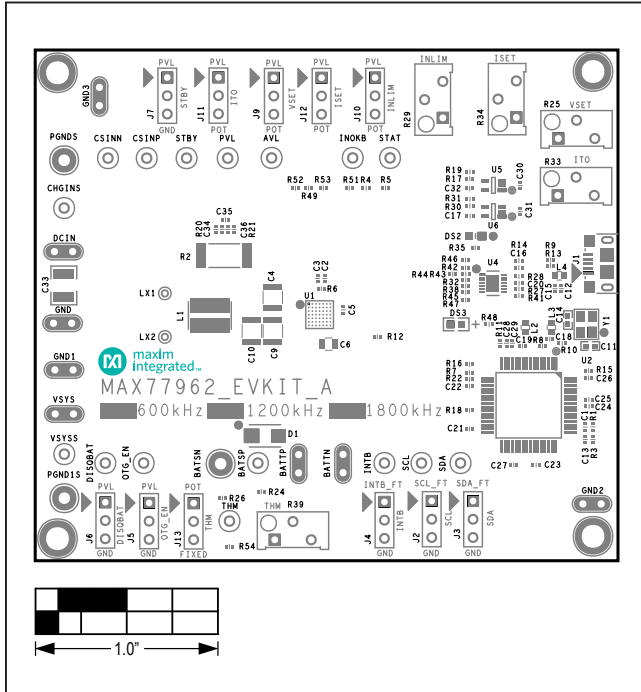 PVL PVL PVL PVL PVL INLIM ISET
GND3 STBY ITO VSET ISET INLIM R29 R34 R25 VSET
J7 J11 J9 J12 J10
GND POT POT POT POT
PGNDS CSINN CSINP STBY PVL AVL INOKB STAT R33 ITO
CHGINS R52 R53 R51 R4 R5
R49
R19 U5 C30
R17
C32
R31
R30 C31
C17 U6
DCIN C35 DS2
R20 C34 C36 R21
R2 R35 R14 R9 J1
C16 R13
R46 U4 L4
R44 R43 R42
C33 C4 C3 C2 R32 R28
R6 R38 C20 C15 C12
R45 R27
R47 R41
LX1 U1
GND L1 C5 DS3 + R48 R11 C28 C29 L2 L3 C14 Y1
LX2 C10 C9 C6 R12 C19 R8 C18 C11
R10
GND1 maxim
integrated™ R16 U2
R7 R15
R22 C26
C22
MAX77962_EVKIT_A
VSYS 600kHz 1200kHz 1800kHz R18 C25
C24
D1 C21 C1 R1
C13 R3
VSYSS DISOBAT OTG_EN BATSN BATSP BATTP BATTN INTB SCL SDA C27 C23
PGND1S PVL PVL POT R26 R24 INTB_FT SCL_FT SDA_FT GND2
DISOBAT OTG_EN THM THM THM R39 INTB SCL SDA
J6 J5 J13 J4 J2 J3
GND GND FIXED R54 GND GND GND
1.0"